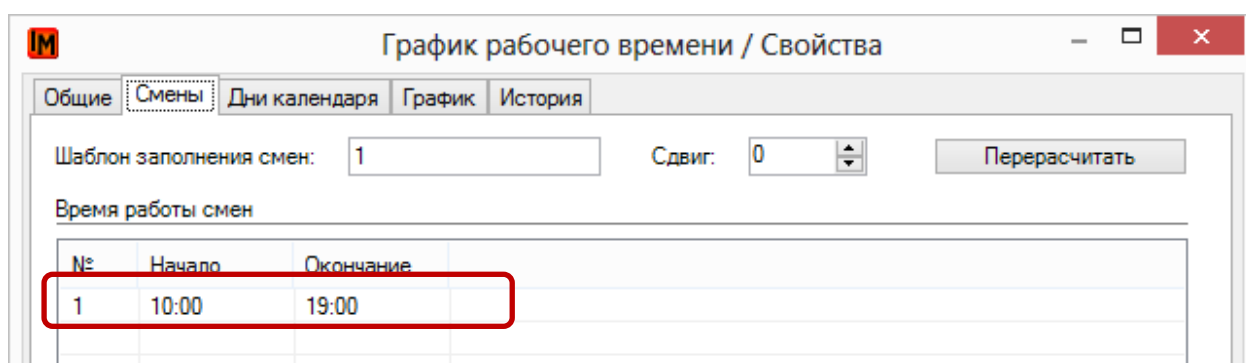 IM
График рабочего времени / Свойства
Общие Смены Дни календаря График История
Шаблон заполнения смен: 1 Сдвиг: 0 Перерасчитать
Время работы смен
№ Начало Окончание
1 10:00 19:00